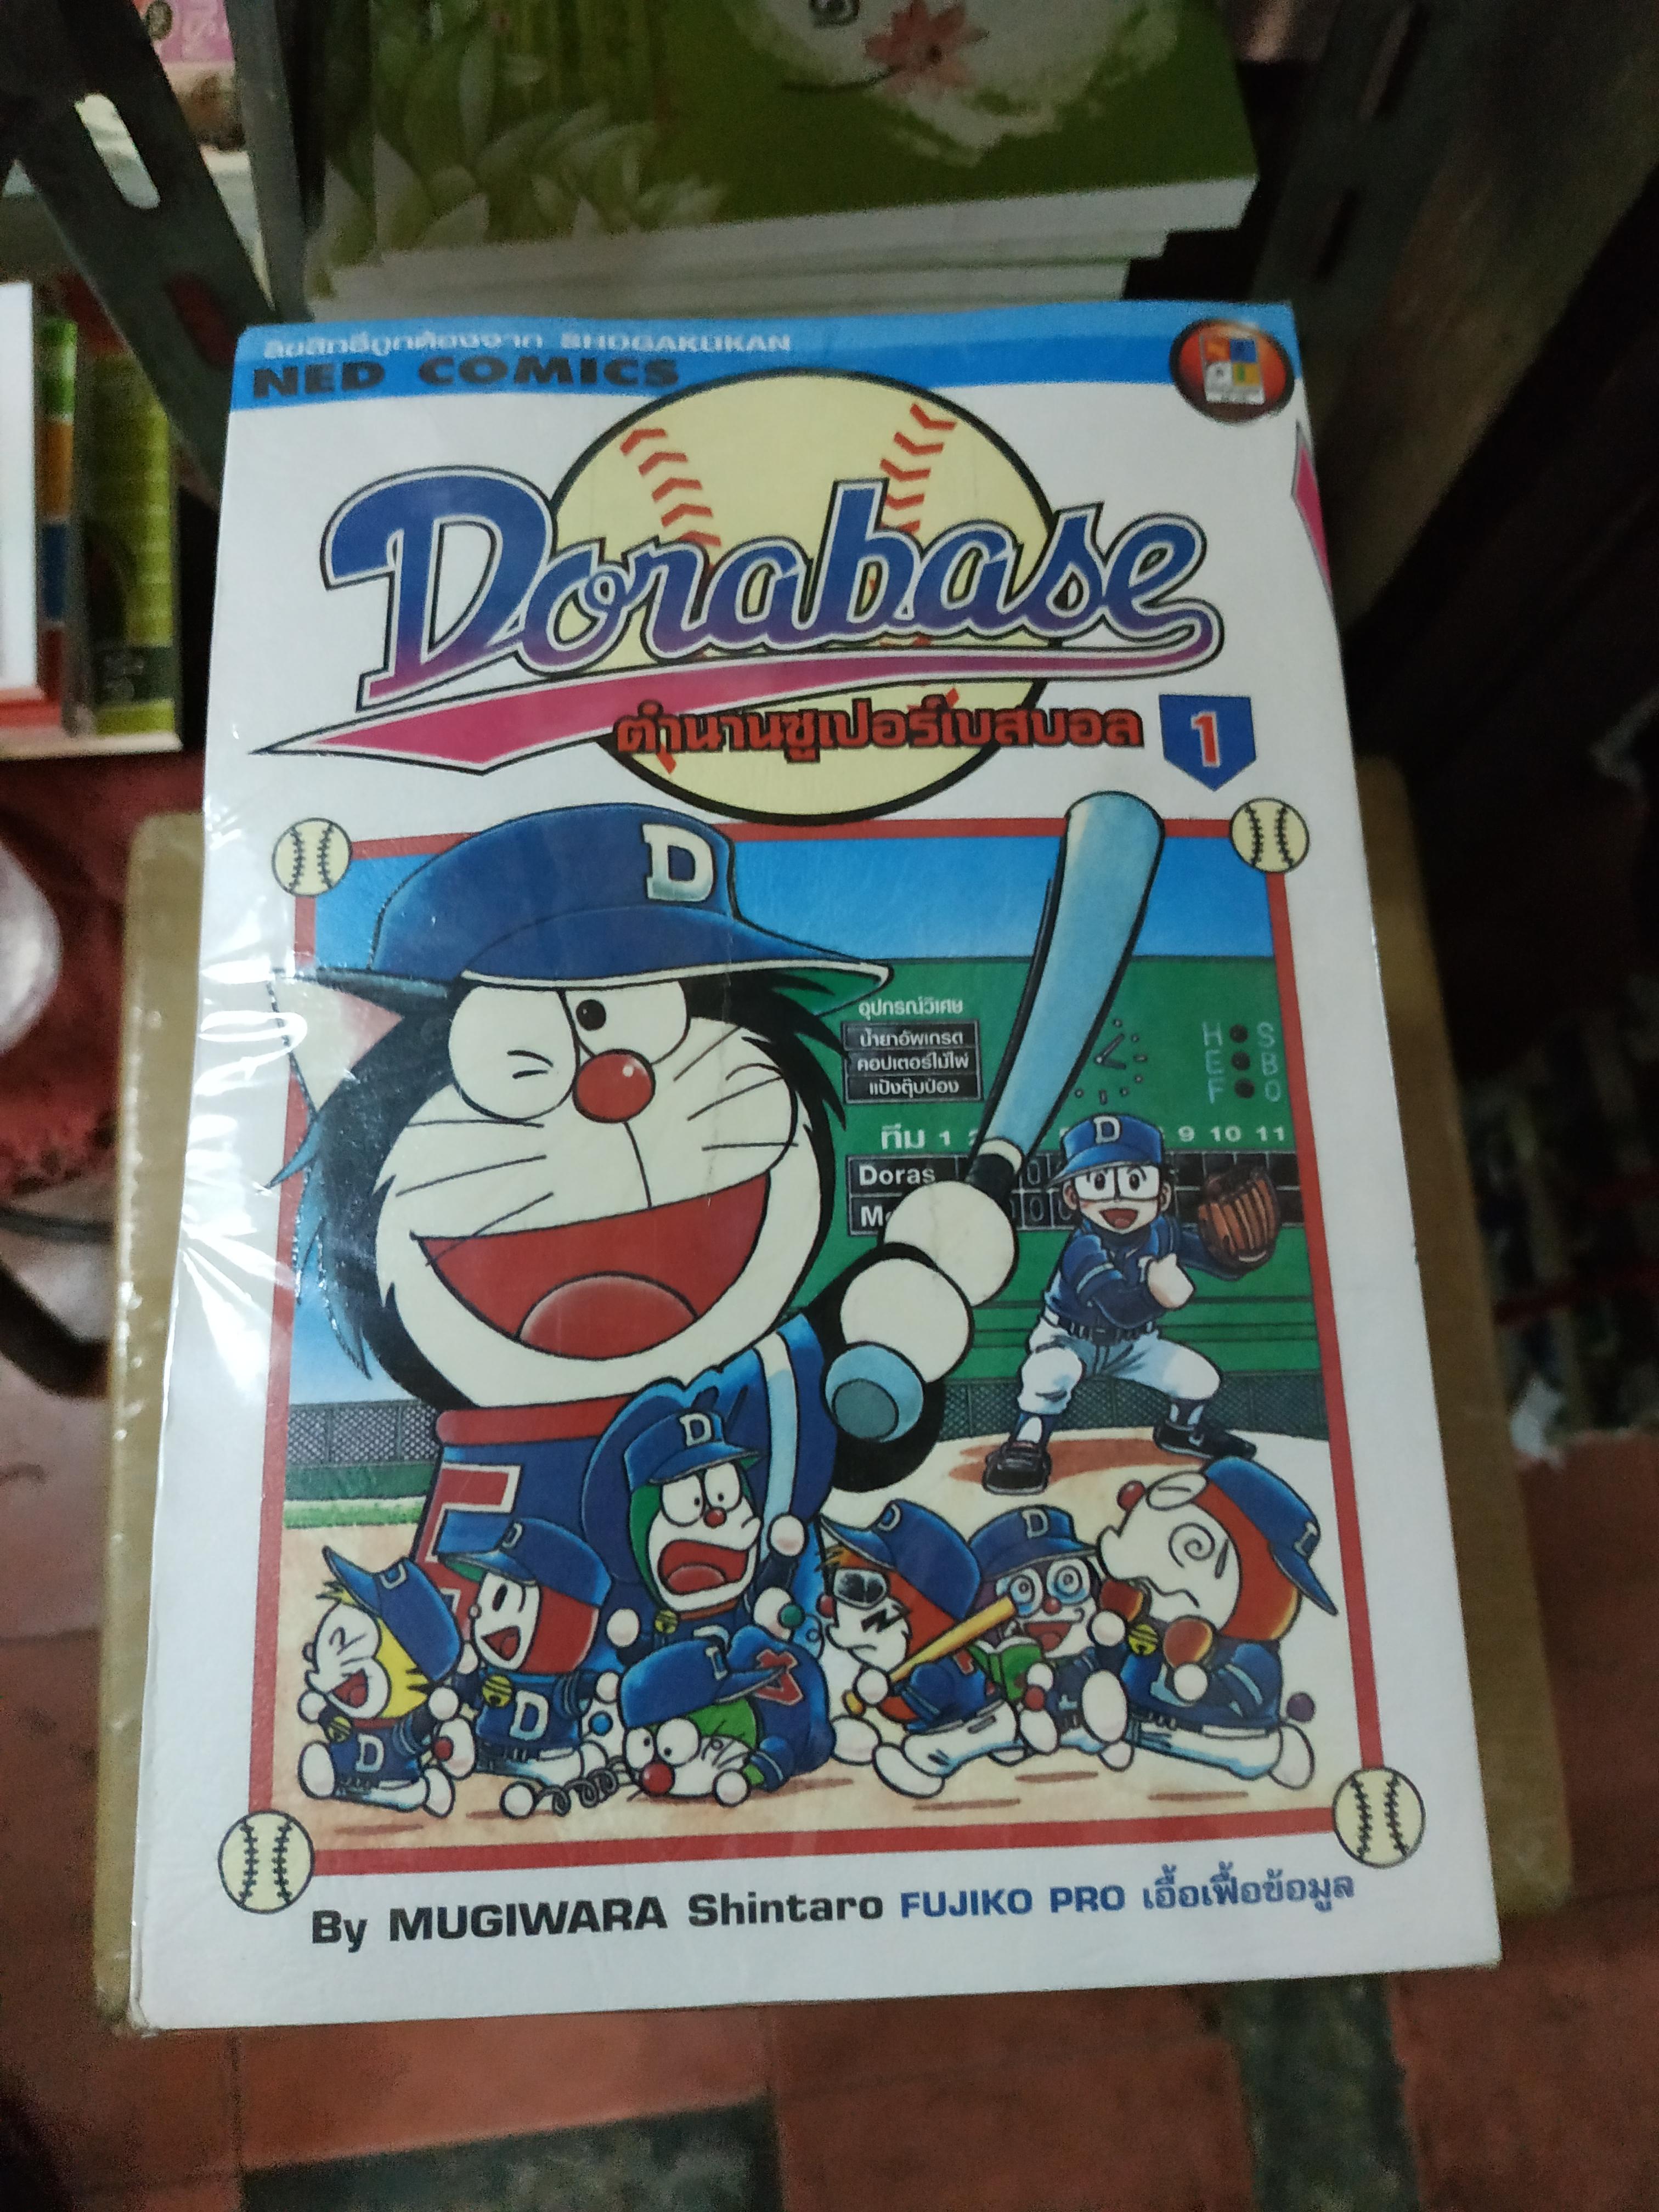 ลิขสิทธิ์ถูกต้องจาก SHOGAKUKAN
NED COMICS
Dorabase
ตำนานซูเปอร์เบสบอล 1
D
อุปกรณ์วิเศษ
น้ำยาอัพเกรด
คอปเตอร์ไม้ไผ่
แป้งตุ๊บป่อง
H S
E B
F O
ทีม 1 9 10 11
Doras 0
M 0 0
D
D
D
D
By MUGIWARA Shintaro FUJIKO PRO เอื้อเฟื้อข้อมูล